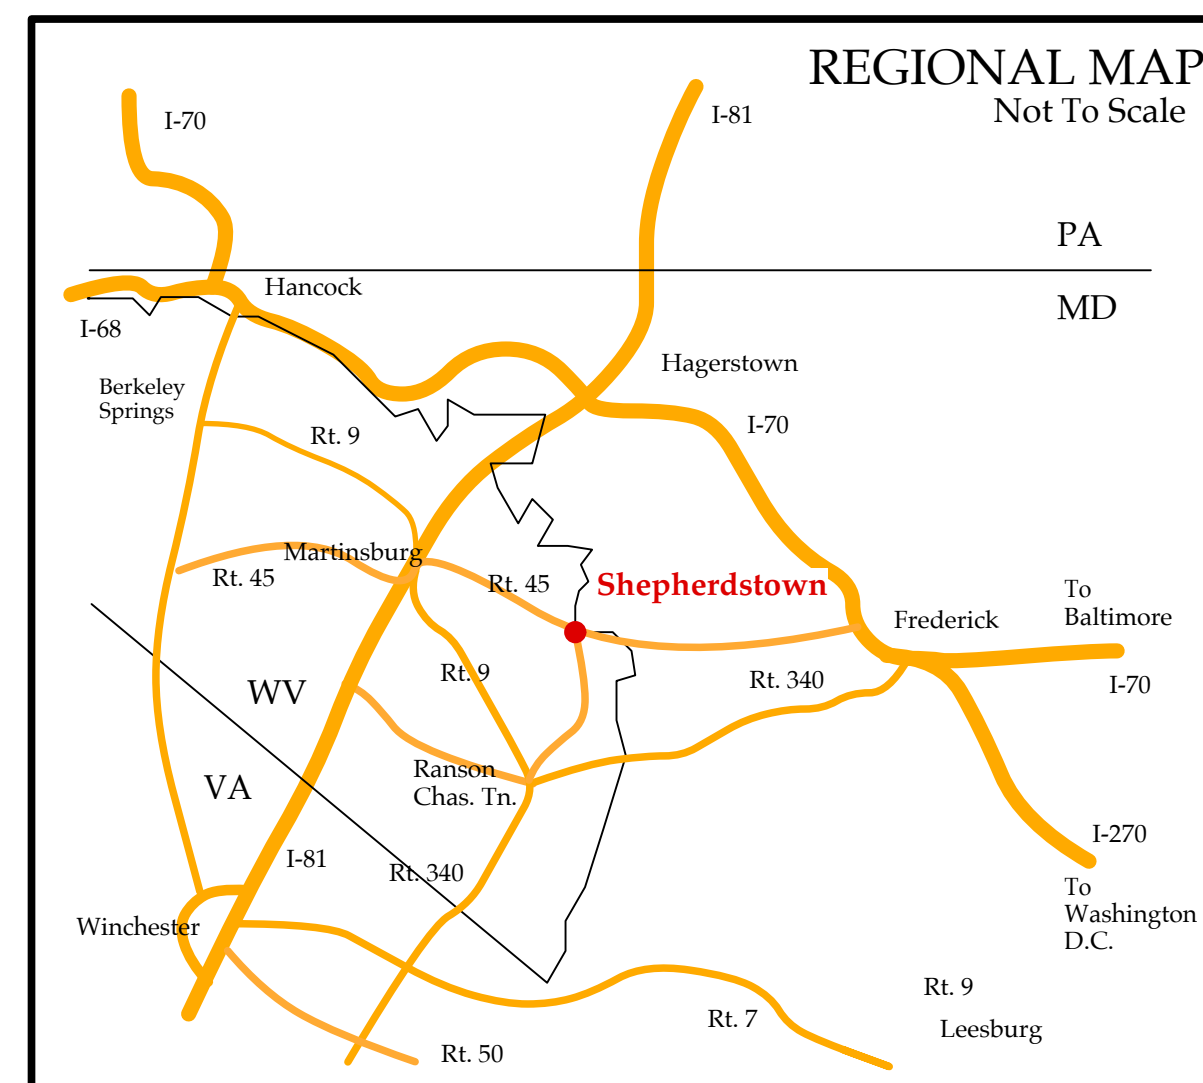 REGIONAL MAP
Not To Scale
I-70
I-81
PA
Hancock
MD
I-68
Hagerstown
Berkeley
Springs
Rt. 9
I-70
Martinsburg
Rt. 45
Rt. 45
Shepherdstown
To
Baltimore
Frederick
Rt. 9
WV
Rt. 340
I-70
Ranson
Chas. Tn.
VA
I-81
Rt. 340
I-270
To
Washington
D.C.
Winchester
Rt. 9
Rt. 7
Leesburg
Rt. 50